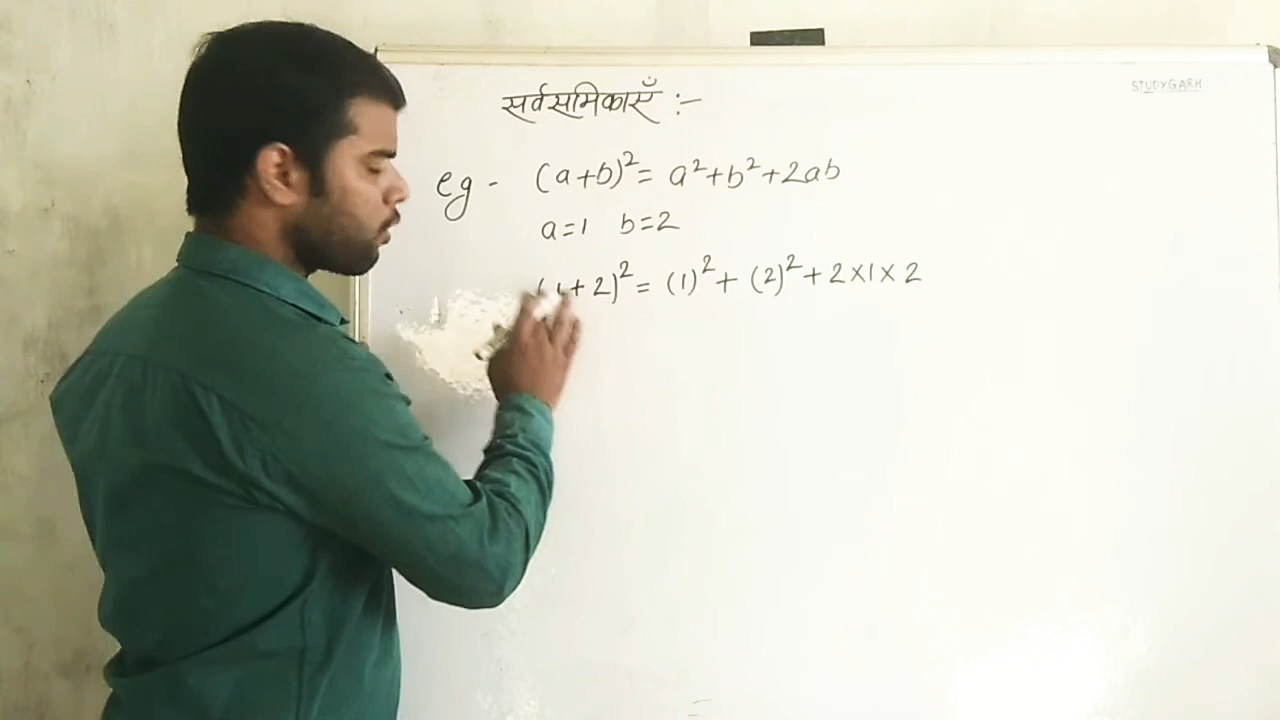 STUDYGARH
सर्वसमिकाएँ :-
eg - (a+b)² = a²+b²+2ab
a=1 b=2
(1+2)² = (1)² + (2)² + 2×1×2